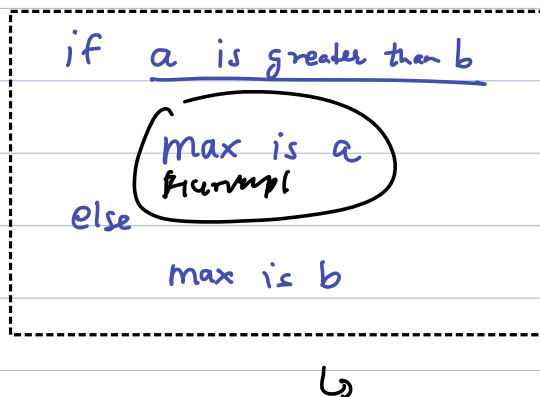 if a is greater than b
max is a
else
max is b